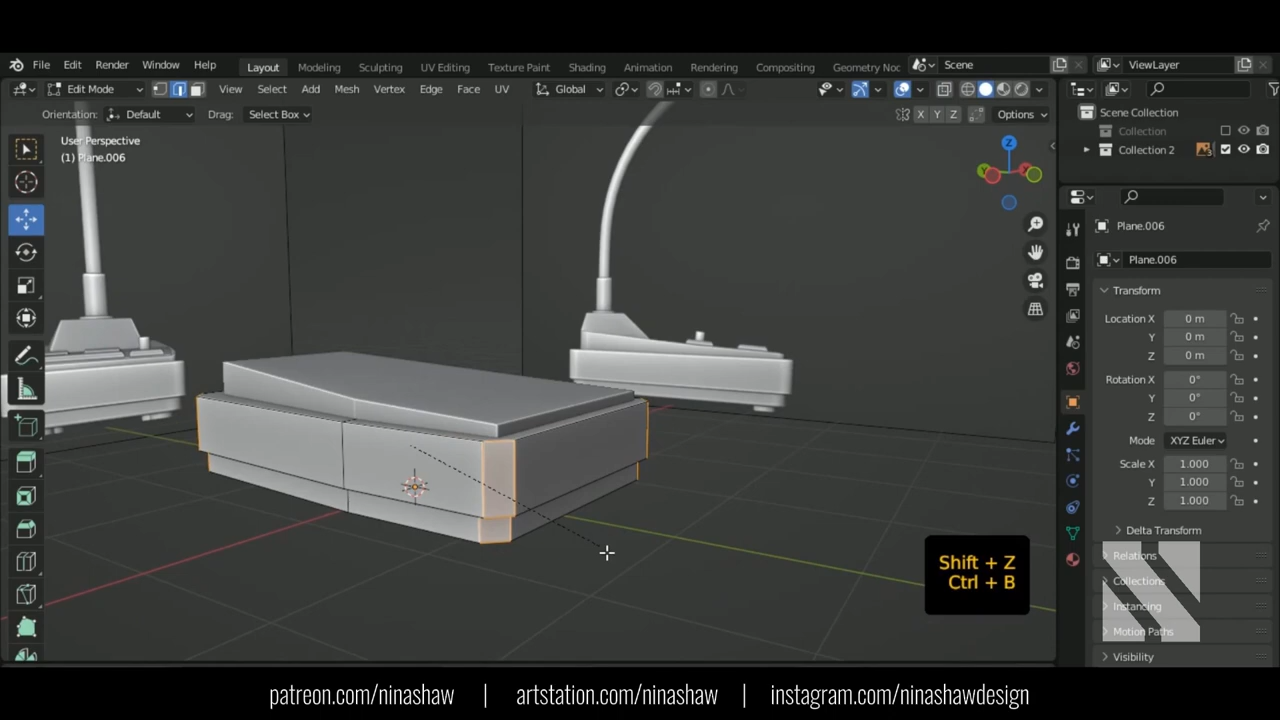 File Edit Render Window Help Layout Modeling Sculpting UV Editing Texture Paint Shading Animation Rendering Compositing Geometry Noc Scene ViewLayer
Edit Mode View Select Add Mesh Vertex Edge Face UV Global
Orientation: Default Drag: Select Box X Y Z Options
User Perspective
(1) Plane.006
Z
Y
Scene Collection
Collection
Collection 2
3
Plane.006
Plane.006
Transform
Location X 0 m
Y 0 m
Z 0 m
Rotation X 0°
Y 0°
Z 0°
Mode XYZ Euler
Scale X 1.000
Y 1.000
Z 1.000
Delta Transform
Relations
Collections
Instancing
Motion Paths
Visibility
Shift + Z
Ctrl + B
patreon.com/ninashaw | artstation.com/ninashaw | instagram.com/ninashawdesign